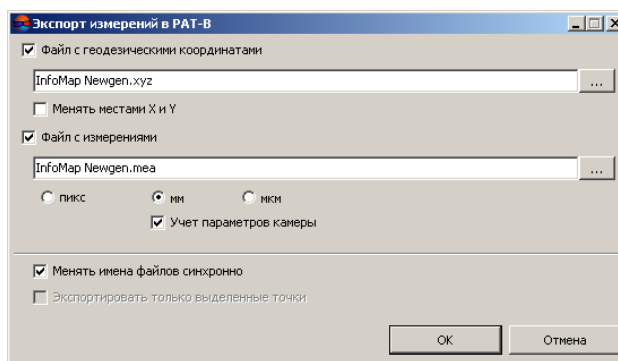 Экспорт измерений в PAT-B
Файл с геодезическими координатами
InfoMap Newgen.xyz
...
Менять местами X и Y
Файл с измерениями
InfoMap Newgen.mea
...
пикс мм мкм
Учет параметров камеры
Менять имена файлов синхронно
Экспортировать только выделенные точки
OK Отмена